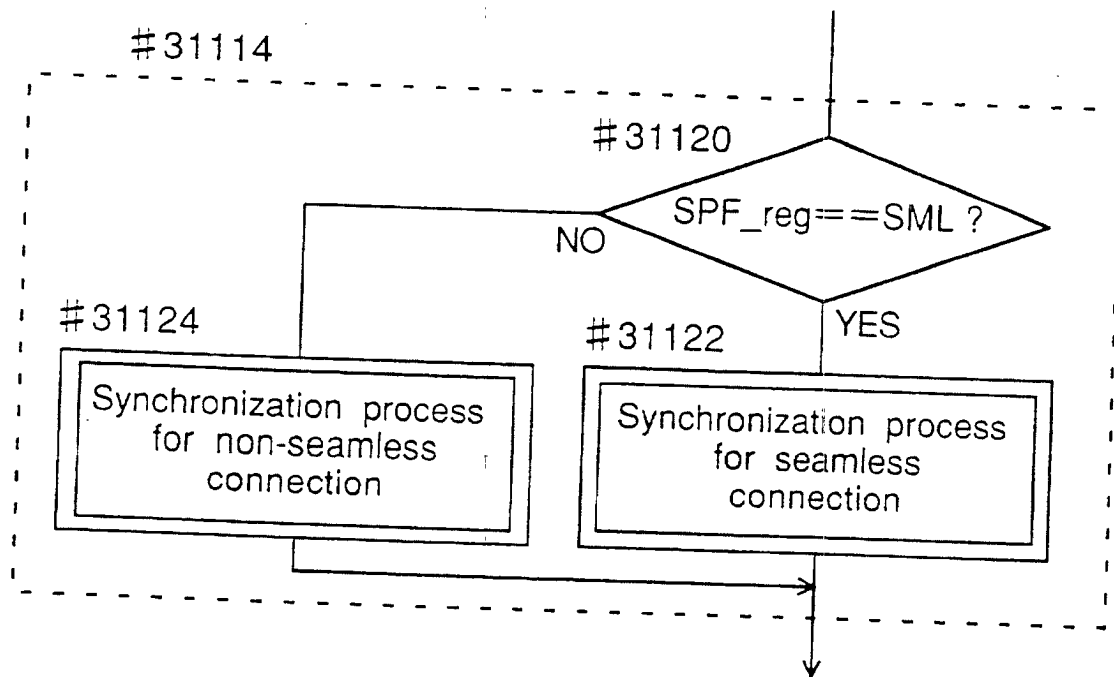 #31114
#31120
SPF_reg==SML ?
NO
YES
#31124
#31122
Synchronization process
for non-seamless
connection
Synchronization process
for seamless
connection